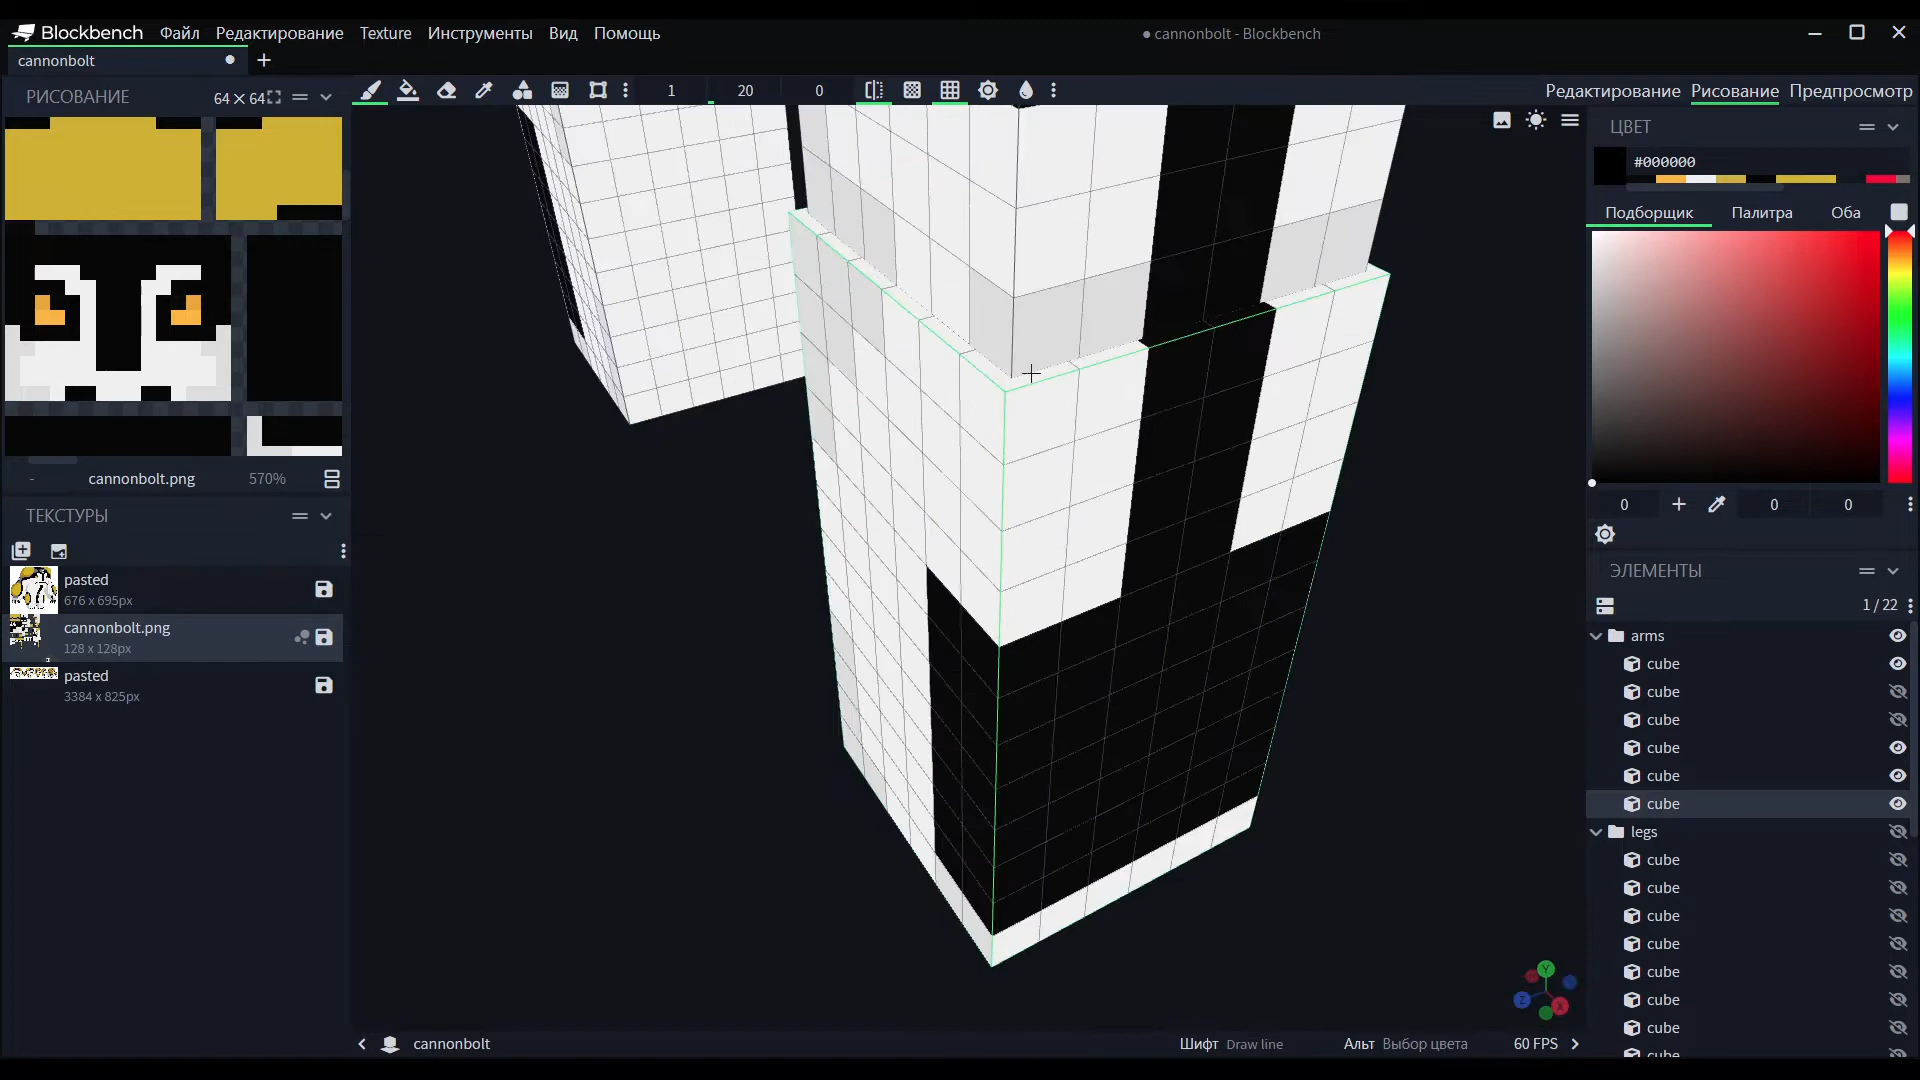 Blockbench Файл Редактирование Texture Инструменты Вид Помощь
● cannonbolt - Blockbench
cannonbolt
РИСОВАНИЕ 64 × 64
1 20 0
Редактирование Рисование Предпросмотр
ЦВЕТ
#000000
Подборщик Палитра Оба
- cannonbolt.png 570%
ТЕКСТУРЫ
pasted
676 x 695px
cannonbolt.png
128 x 128px
pasted
3384 x 825px
0 0 0
ЭЛЕМЕНТЫ
1 / 22
arms
cube
cube
cube
cube
cube
cube
legs
cube
cube
cube
cube
cube
cube
cube
cube
Y
Z
X
cannonbolt
Шифт Draw line Альт Выбор цвета 60 FPS